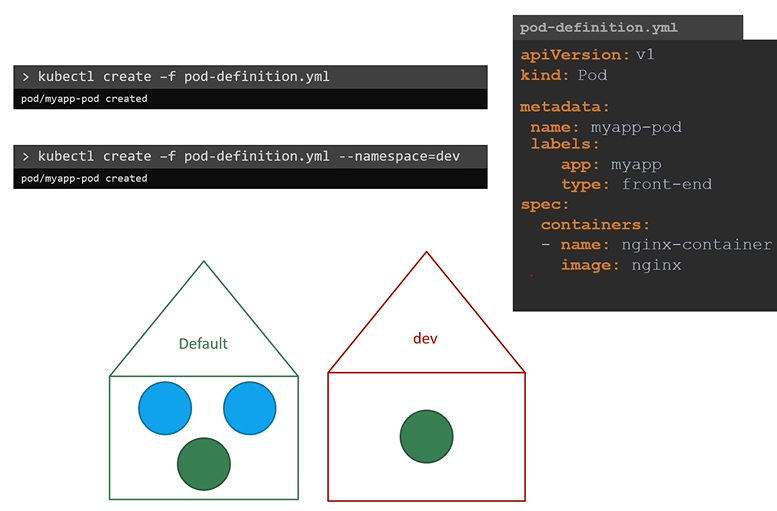 > kubectl create –f pod-definition.yml
pod/myapp-pod created
> kubectl create –f pod-definition.yml --namespace=dev
pod/myapp-pod created
pod-definition.yml
apiVersion: v1
kind: Pod
metadata:
name: myapp-pod
labels:
app: myapp
type: front-end
spec:
containers:
- name: nginx-container
image: nginx
Default
dev